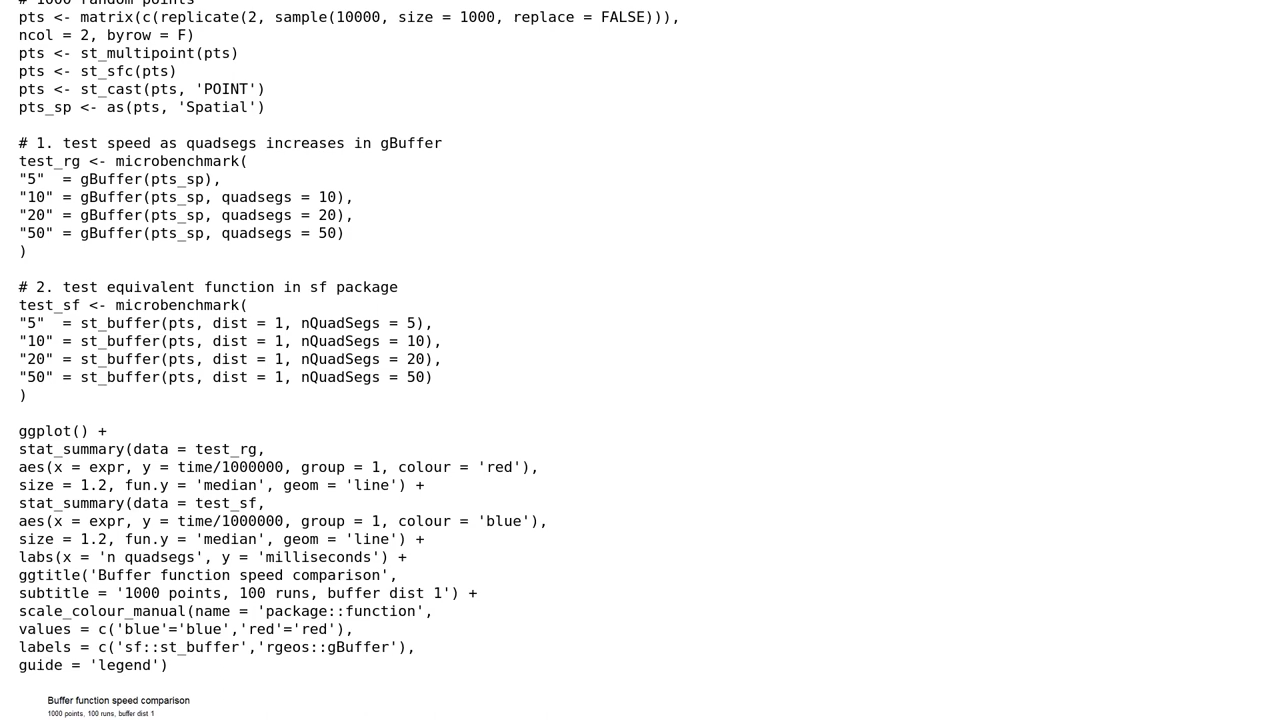 # 1000 random points
pts <- matrix(c(replicate(2, sample(10000, size = 1000, replace = FALSE))),
ncol = 2, byrow = F)
pts <- st_multipoint(pts)
pts <- st_sfc(pts)
pts <- st_cast(pts, 'POINT')
pts_sp <- as(pts, 'Spatial')

# 1. test speed as quadsegs increases in gBuffer
test_rg <- microbenchmark(
"5"  = gBuffer(pts_sp),
"10" = gBuffer(pts_sp, quadsegs = 10),
"20" = gBuffer(pts_sp, quadsegs = 20),
"50" = gBuffer(pts_sp, quadsegs = 50)
)

# 2. test equivalent function in sf package
test_sf <- microbenchmark(
"5"  = st_buffer(pts, dist = 1, nQuadSegs = 5),
"10" = st_buffer(pts, dist = 1, nQuadSegs = 10),
"20" = st_buffer(pts, dist = 1, nQuadSegs = 20),
"50" = st_buffer(pts, dist = 1, nQuadSegs = 50)
)

ggplot() +
stat_summary(data = test_rg,
aes(x = expr, y = time/1000000, group = 1, colour = 'red'),
size = 1.2, fun.y = 'median', geom = 'line') +
stat_summary(data = test_sf,
aes(x = expr, y = time/1000000, group = 1, colour = 'blue'),
size = 1.2, fun.y = 'median', geom = 'line') +
labs(x = 'n quadsegs', y = 'milliseconds') +
ggtitle('Buffer function speed comparison',
subtitle = '1000 points, 100 runs, buffer dist 1') +
scale_colour_manual(name = 'package::function',
values = c('blue'='blue','red'='red'),
labels = c('sf::st_buffer','rgeos::gBuffer'),
guide = 'legend')

Buffer function speed comparison
1000 points, 100 runs, buffer dist 1